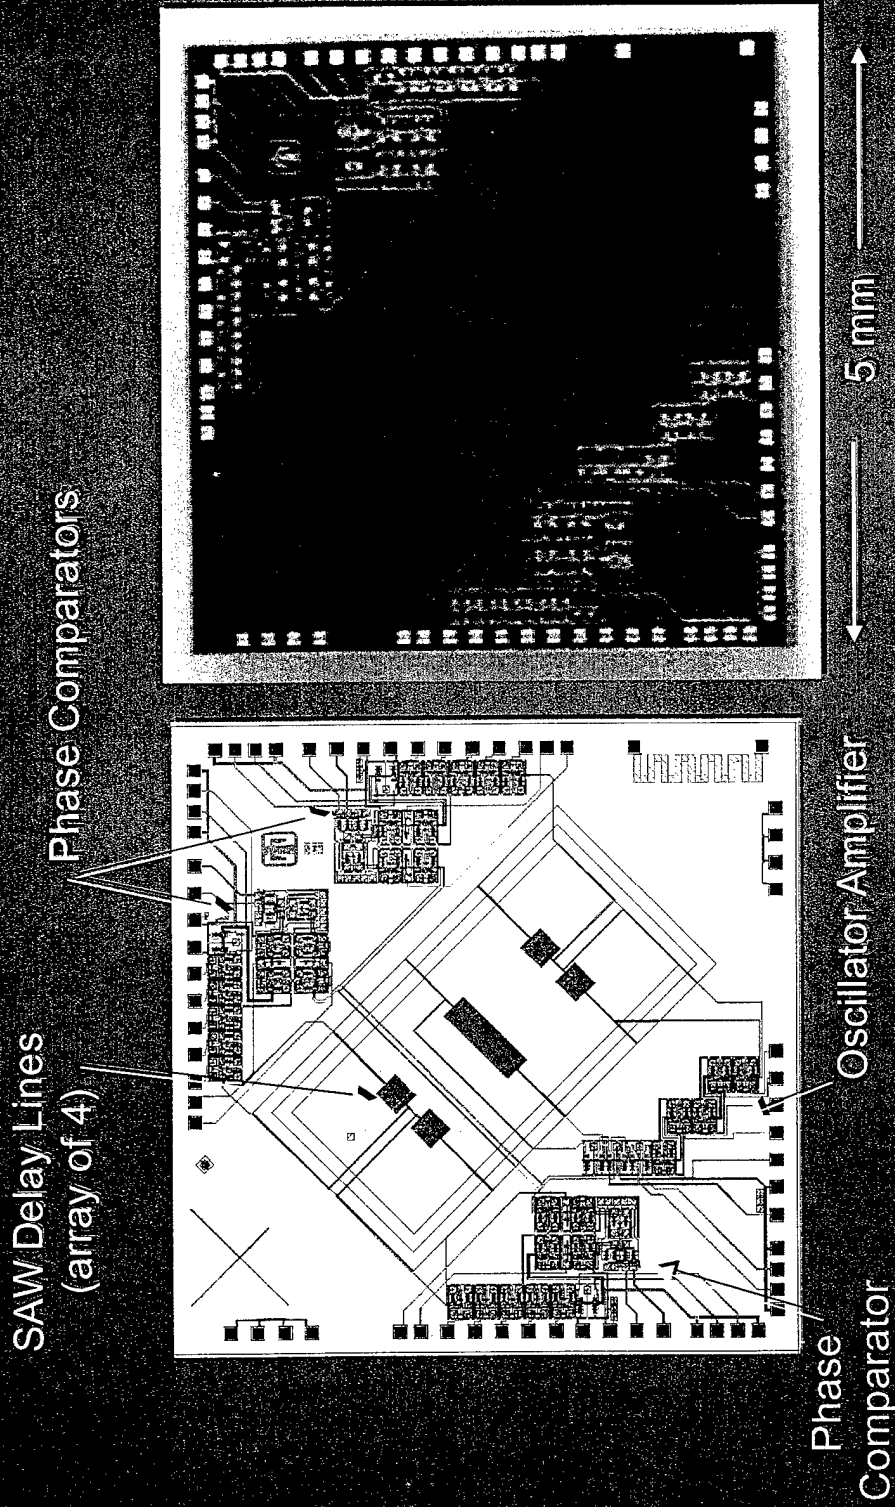 SAW Delay Lines
(array of 4)
Phase Comparators
Phase
Comparator
Oscillator Amplifier
5 mm